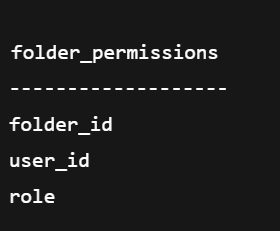 folder_permissions
-------------------
folder_id
user_id
role